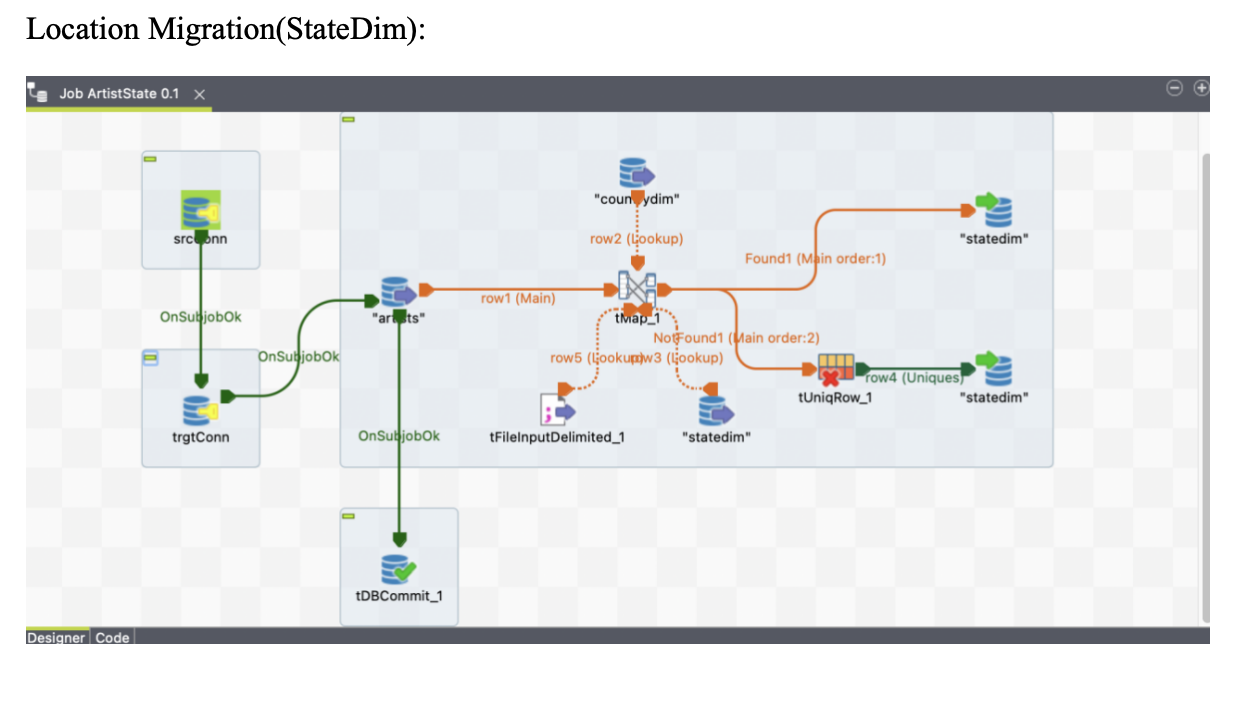 Location Migration(StateDim):
Job ArtistState 0.1
"countrydim"
srcConn
row2 (Lookup)
"statedim"
Found1 (Main order:1)
row1 (Main)
OnSubjobOk
"artists"
tMap_1
NotFound1 (Main order:2)
OnSubjobOk
row5 (Lookup)
row3 (Lookup)
row4 (Uniques)
tUniqRow_1
"statedim"
trgtConn
OnSubjobOk
tFileInputDelimited_1
"statedim"
tDBCommit_1
Designer
Code